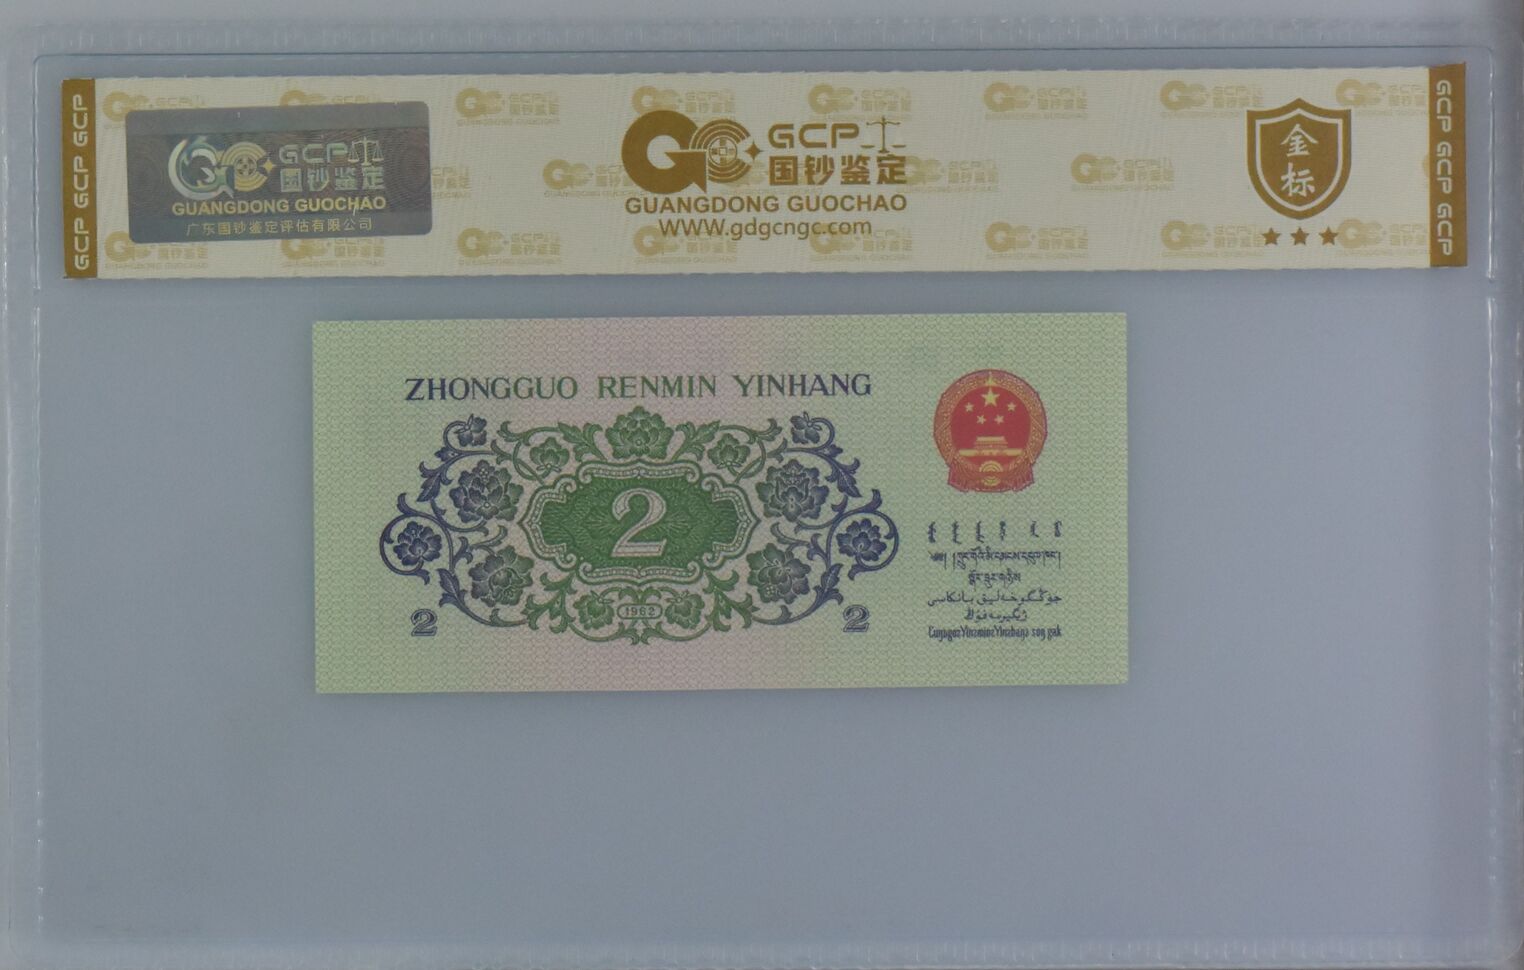 GCP GCP GCP
GCP
国钞鉴定
GUANGDONG GUOCHAO
广东国钞鉴定评估有限公司
GCP
国钞鉴定
GUANGDONG GUOCHAO
WWW.gdgcngc.com
金标
GCP GCP GCP
ZHONGGUO RENMIN YINHANG
2
1962
2
2